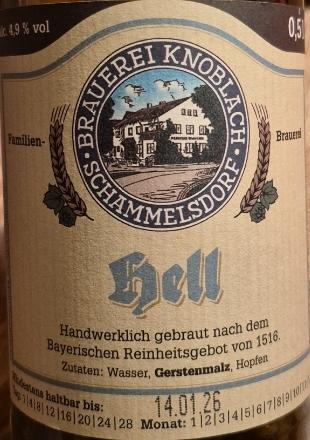 alc. 4,9 % vol
0,5 l
BRAUEREI KNOBLACH
· SCHAMMELSDORF ·
Familien-
Brauerei
Hell
Handwerklich gebraut nach dem
Bayerischen Reinheitsgebot von 1516.
Zutaten: Wasser, Gerstenmalz, Hopfen
Mindestens haltbar bis: 14.01.26
Tag: 1|4|8|12|16|20|24|28 Monat: 1|2|3|4|5|6|7|8|9|10|